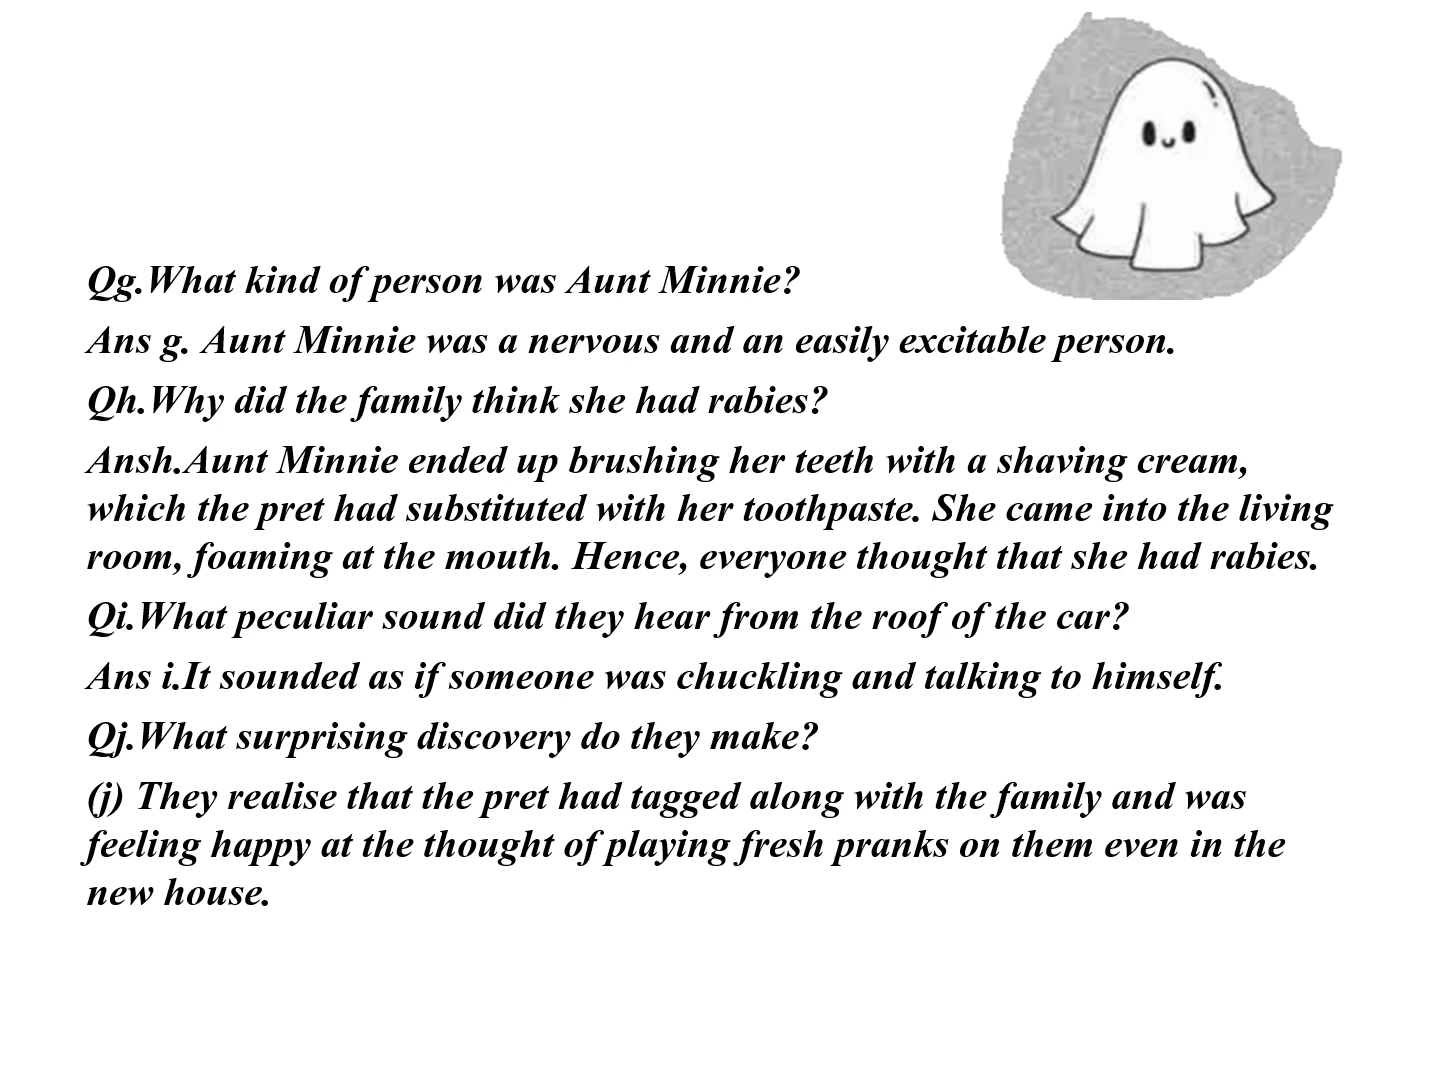 Qg.What kind of person was Aunt Minnie?
Ans g. Aunt Minnie was a nervous and an easily excitable person.
Qh.Why did the family think she had rabies?
Ansh.Aunt Minnie ended up brushing her teeth with a shaving cream,
which the pret had substituted with her toothpaste. She came into the living
room, foaming at the mouth. Hence, everyone thought that she had rabies.
Qi.What peculiar sound did they hear from the roof of the car?
Ans i.It sounded as if someone was chuckling and talking to himself.
Qj.What surprising discovery do they make?
(j) They realise that the pret had tagged along with the family and was
feeling happy at the thought of playing fresh pranks on them even in the
new house.